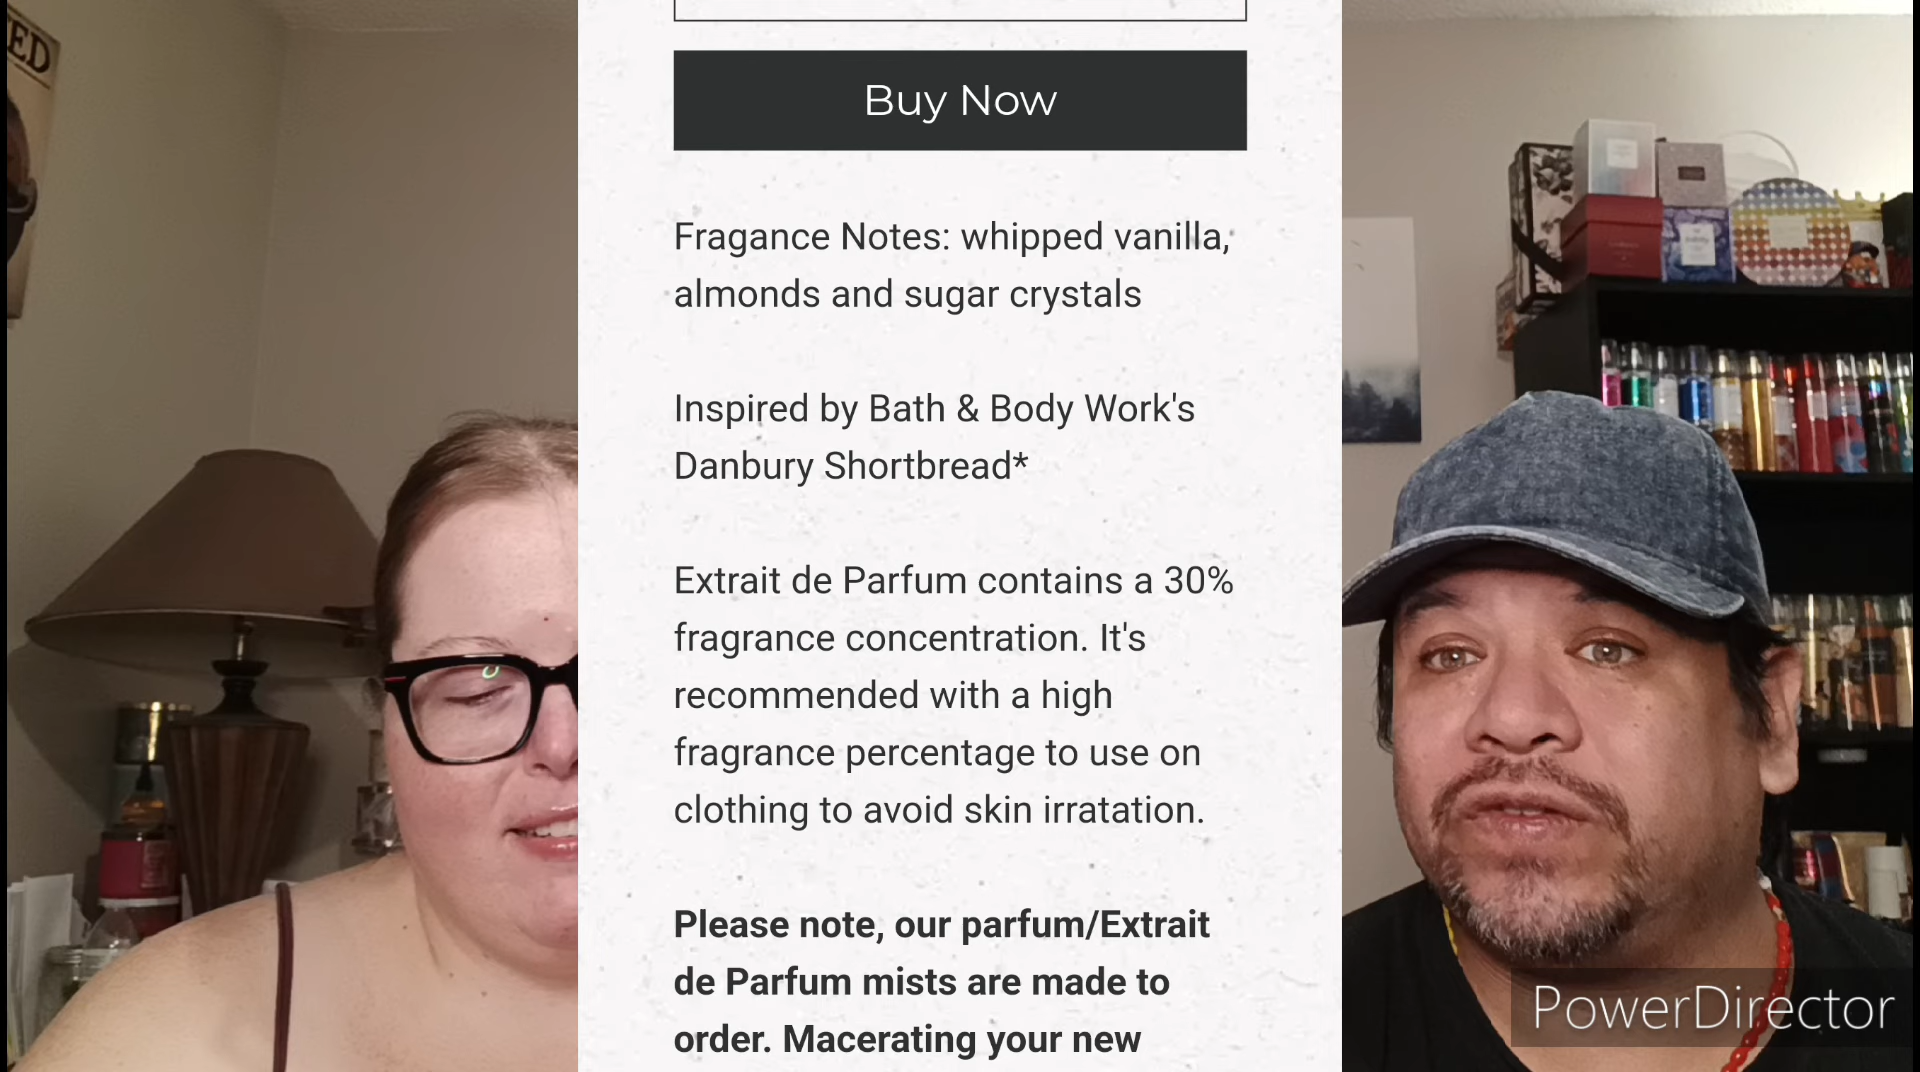 ED
Buy Now
Fragance Notes: whipped vanilla,
almonds and sugar crystals
Inspired by Bath & Body Work's
Danbury Shortbread*
Extrait de Parfum contains a 30%
fragrance concentration. It's
recommended with a high
fragrance percentage to use on
clothing to avoid skin irratation.
Please note, our parfum/Extrait
de Parfum mists are made to
order. Macerating your new
PowerDirector